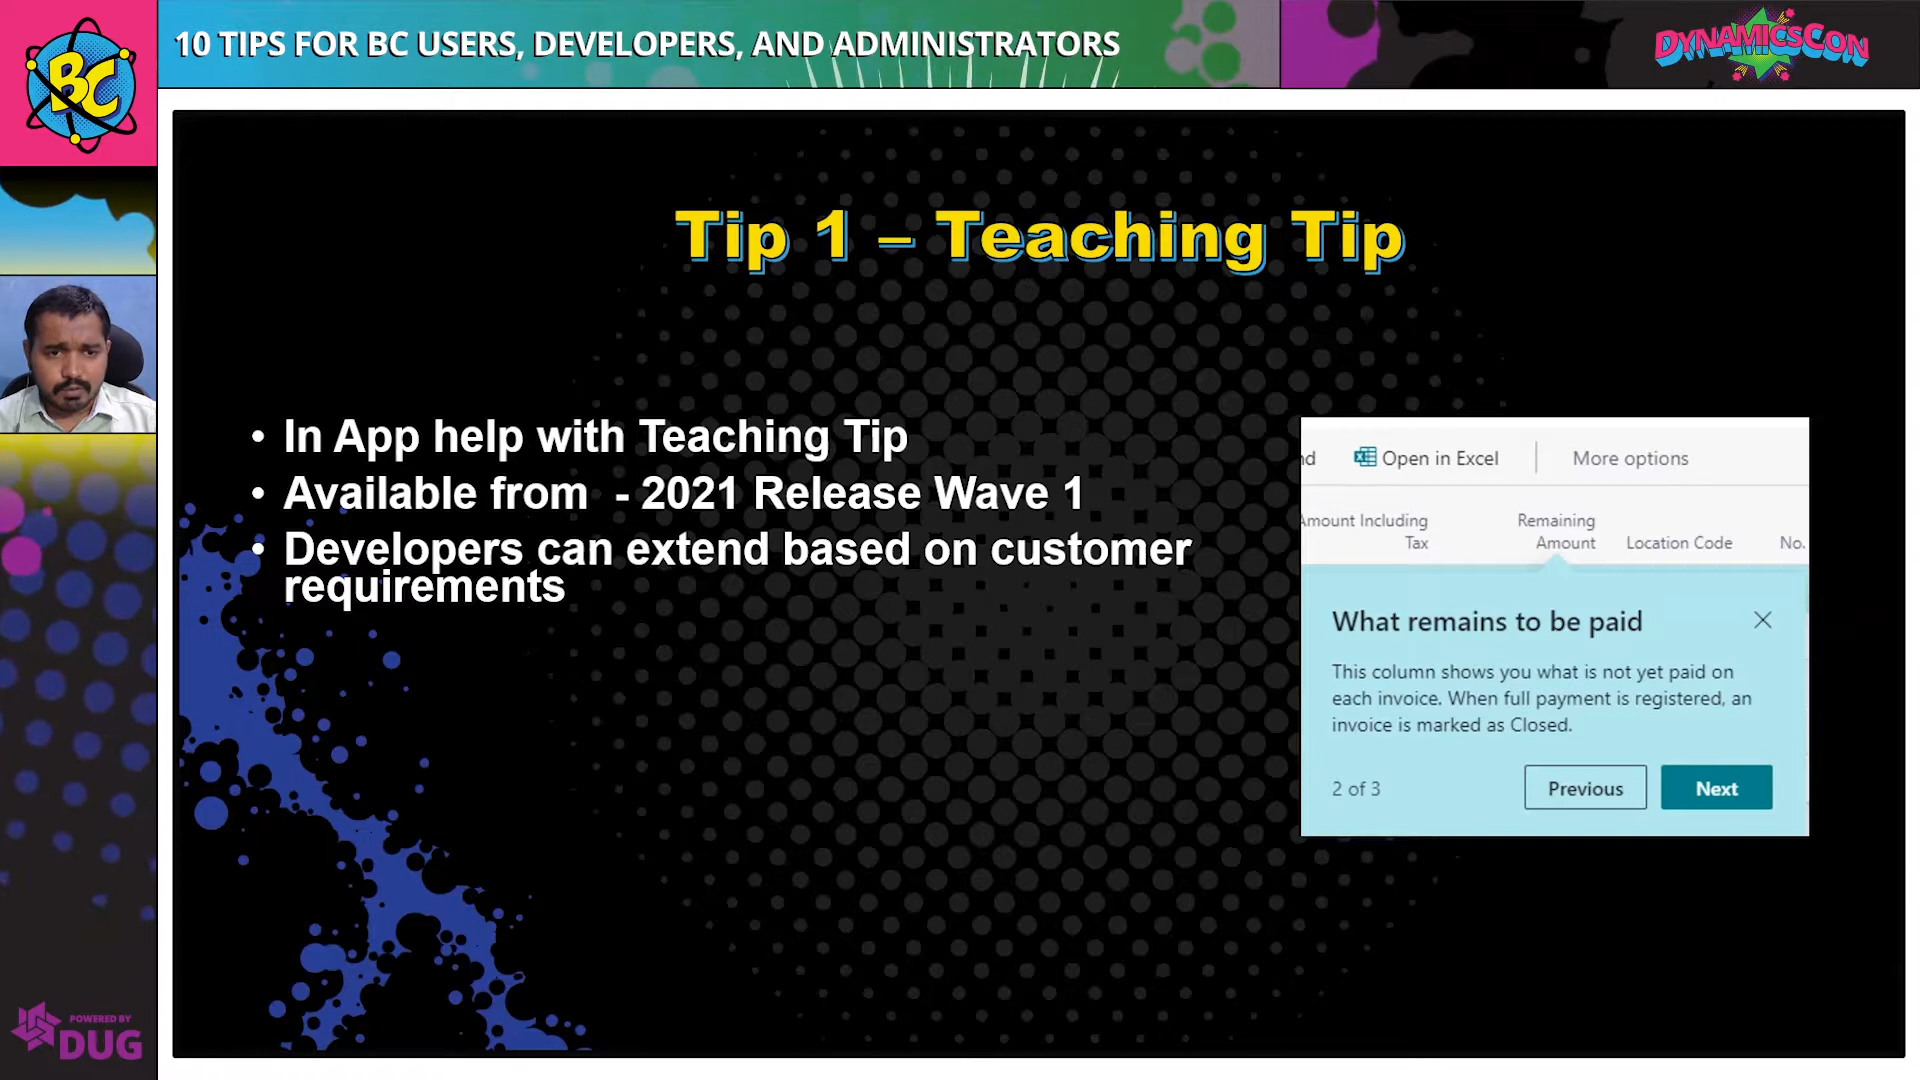 BC
10 TIPS FOR BC USERS, DEVELOPERS, AND ADMINISTRATORS
DYNAMICSCON
Tip 1 – Teaching Tip
• In App help with Teaching Tip
• Available from - 2021 Release Wave 1
• Developers can extend based on customer
requirements
nd Open in Excel More options
Amount Including
Tax
Remaining
Amount
Location Code
No.
What remains to be paid
This column shows you what is not yet paid on
each invoice. When full payment is registered, an
invoice is marked as Closed.
2 of 3 Previous Next
POWERED BY
DUG